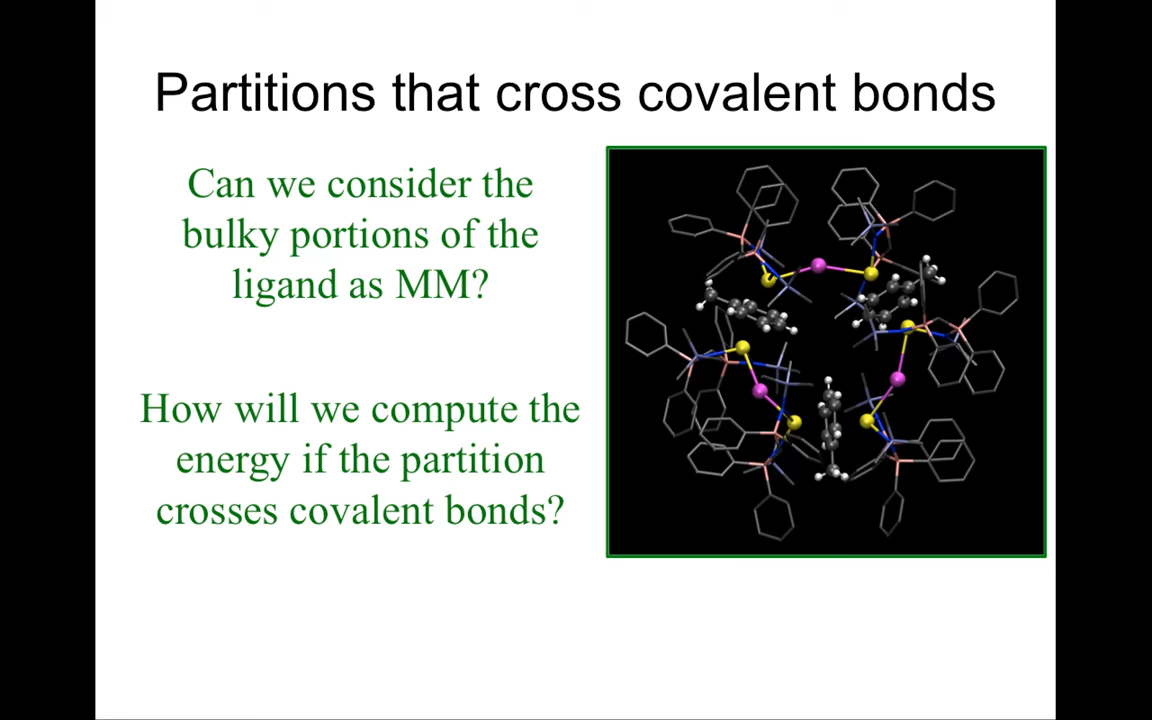 Partitions that cross covalent bonds
Can we consider the
bulky portions of the
ligand as MM?
How will we compute the
energy if the partition
crosses covalent bonds?